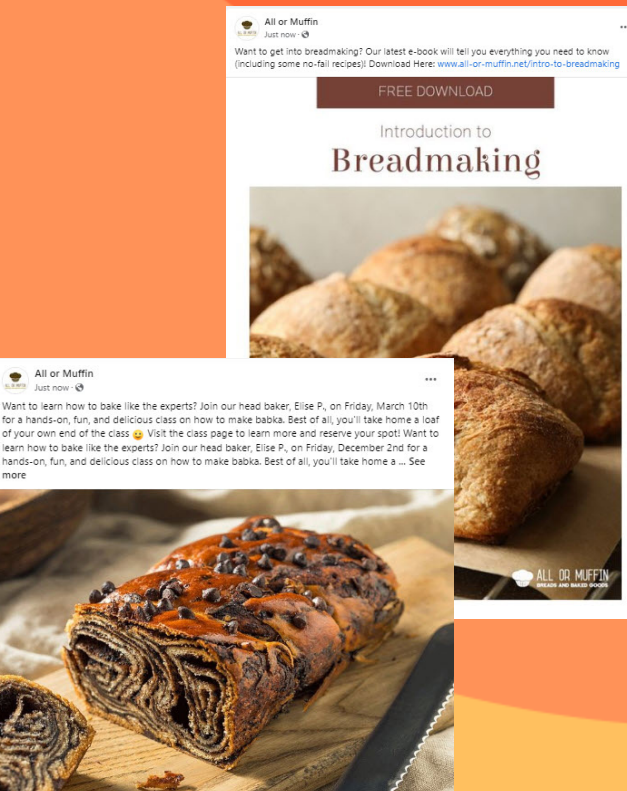 All or Muffin
Just now ·
Want to get into breadmaking? Our latest e-book will tell you everything you need to know
(including some no-fail recipes)! Download Here: www.all-or-muffin.net/intro-to-breadmaking
FREE DOWNLOAD
Introduction to
Breadmaking
ALL OR MUFFIN
BREADS AND BAKED GOODS
All or Muffin
Just now ·
Want to learn how to bake like the experts? Join our head baker, Elise P., on Friday, March 10th
for a hands-on, fun, and delicious class on how to make babka. Best of all, you'll take home a loaf
of your own end of the class 😀 Visit the class page to learn more and reserve your spot! Want to
learn how to bake like the experts? Join our head baker, Elise P., on Friday, December 2nd for a
hands-on, fun, and delicious class on how to make babka. Best of all, you'll take home a ... See
more